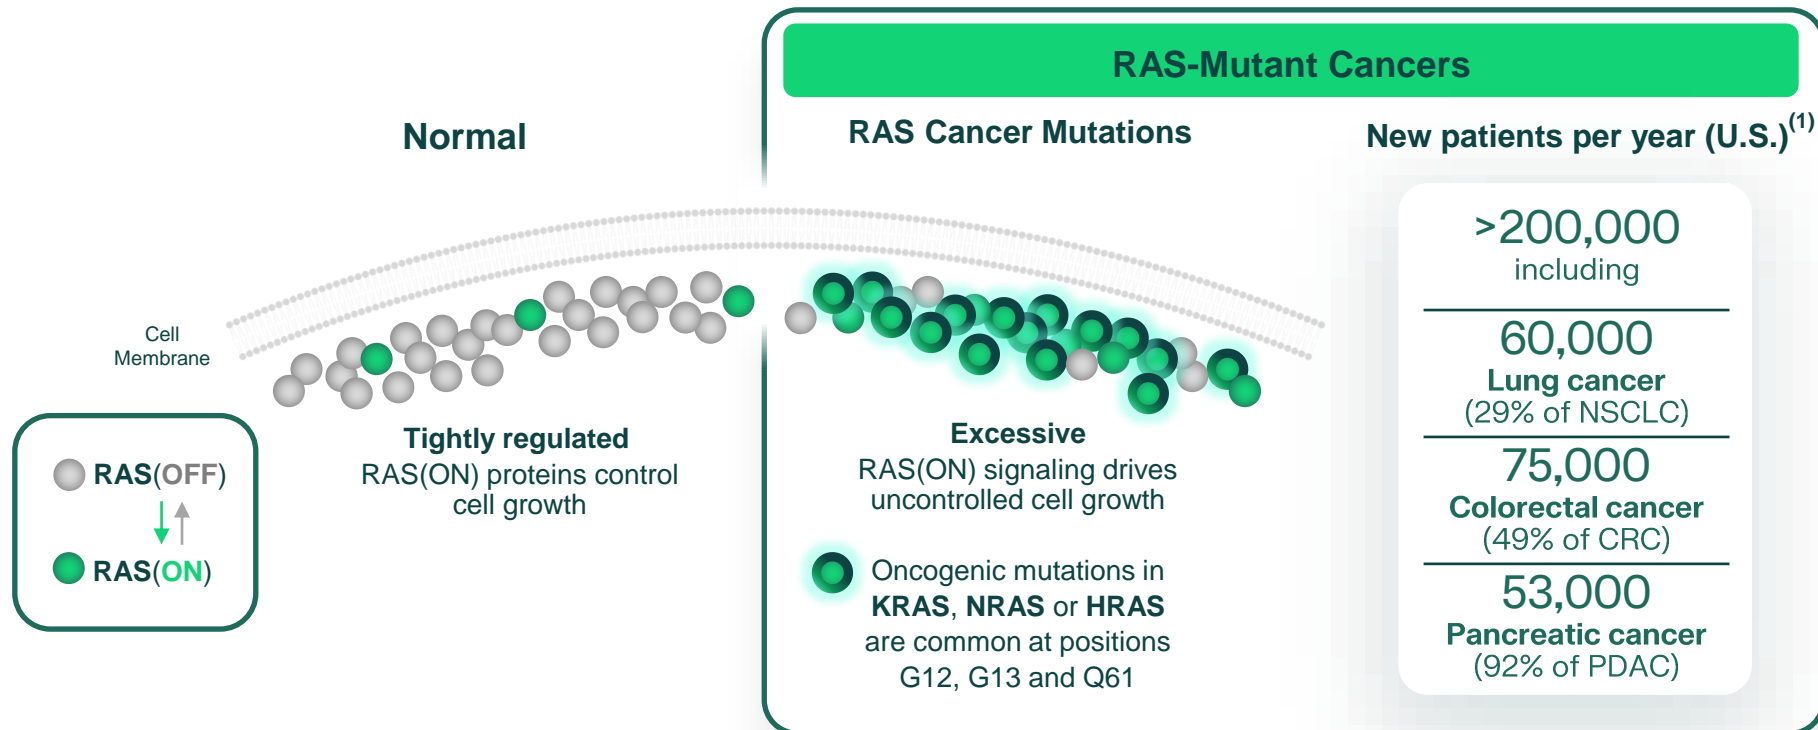 RAS-Mutant Cancers
Normal
RAS Cancer Mutations
New patients per year (U.S.)(1)
Cell
Membrane
RAS(OFF)
RAS(ON)
Tightly regulated
RAS(ON) proteins control
cell growth
Excessive
RAS(ON) signaling drives
uncontrolled cell growth
Oncogenic mutations in
KRAS, NRAS or HRAS
are common at positions
G12, G13 and Q61
>200,000
including
60,000
Lung cancer
(29% of NSCLC)
75,000
Colorectal cancer
(49% of CRC)
53,000
Pancreatic cancer
(92% of PDAC)